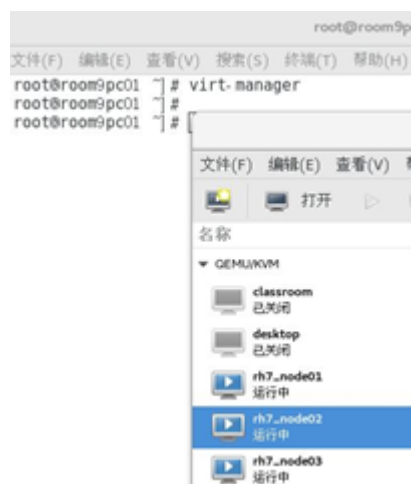 root@room9p
文件(F) 编辑(E) 查看(V) 搜索(S) 终端(T) 帮助(H)
root@room9pc01 ~]# virt-manager
root@room9pc01 ~]#
root@room9pc01 ~]# [
文件(F) 编辑(E) 查看(V)
打开
名称
QEMU/KVM
classroom
已关闭
desktop
已关闭
rh7_node01
运行中
rh7_node02
运行中
rh7_node03
运行中